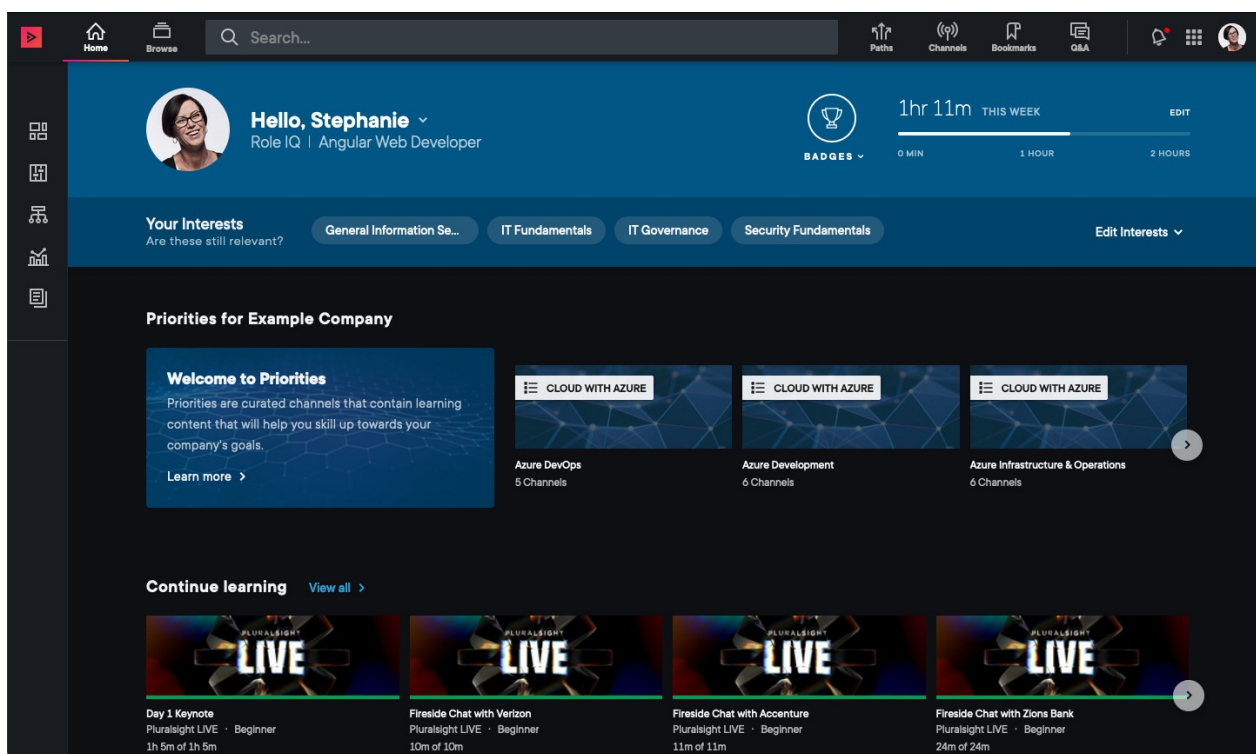 Home
Browse
Search...
Paths
Channels
Bookmarks
Q&A
Hello, Stephanie
Role IQ | Angular Web Developer
BADGES
1hr 11m THIS WEEK
EDIT
0 MIN
1 HOUR
2 HOURS
Your Interests
Are these still relevant?
General Information Se...
IT Fundamentals
IT Governance
Security Fundamentals
Edit Interests
Priorities for Example Company
Welcome to Priorities
Priorities are curated channels that contain learning
content that will help you skill up towards your
company's goals.
Learn more
CLOUD WITH AZURE
Azure DevOps
5 Channels
CLOUD WITH AZURE
Azure Development
6 Channels
CLOUD WITH AZURE
Azure Infrastructure & Operations
6 Channels
Continue learning
View all
PLURALSIGHT
LIVE
Day 1 Keynote
Pluralsight LIVE · Beginner
1h 5m of 1h 5m
PLURALSIGHT
LIVE
Fireside Chat with Verizon
Pluralsight LIVE · Beginner
10m of 10m
PLURALSIGHT
LIVE
Fireside Chat with Accenture
Pluralsight LIVE · Beginner
11m of 11m
PLURALSIGHT
LIVE
Fireside Chat with Zions Bank
Pluralsight LIVE · Beginner
24m of 24m